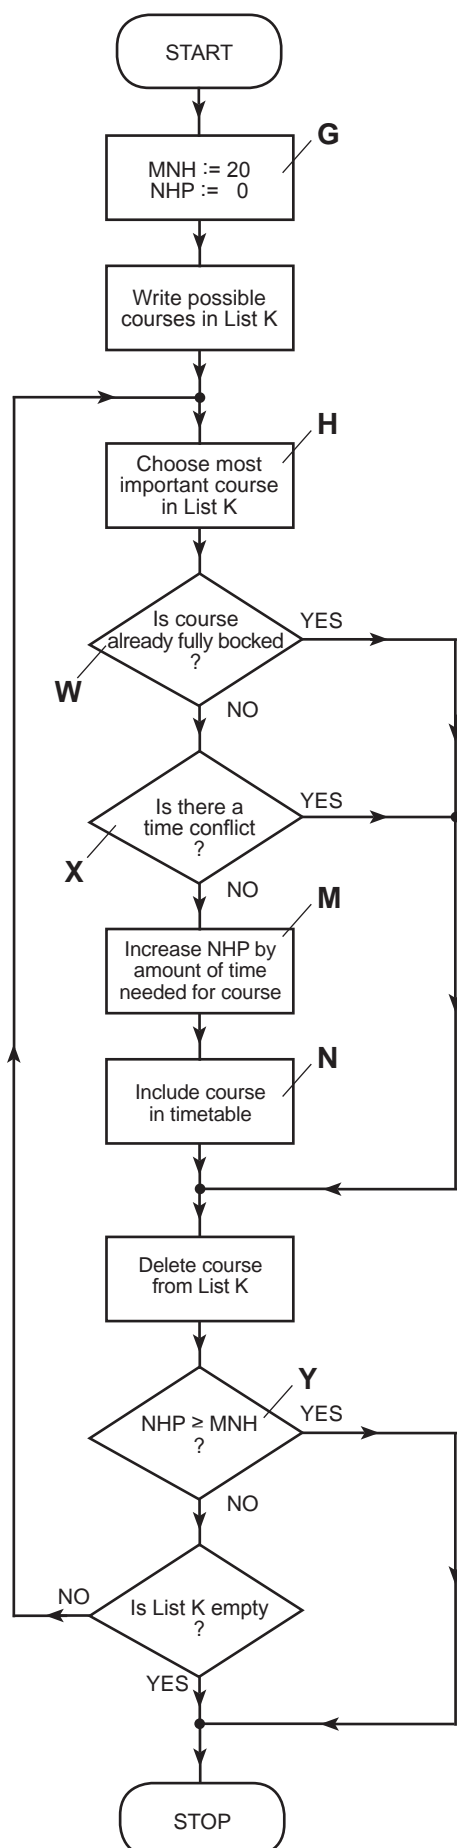 START
G
MNH := 20
NHP := 0
Write possible
courses in List K
H
Choose most
important course
in List K
Is course
already fully bocked
?
YES
W
NO
Is there a
time conflict
?
YES
X
NO
M
Increase NHP by
amount of time
needed for course
N
Include course
in timetable
Delete course
from List K
Y
NHP ≥ MNH
?
YES
NO
NO
Is List K empty
?
YES
STOP